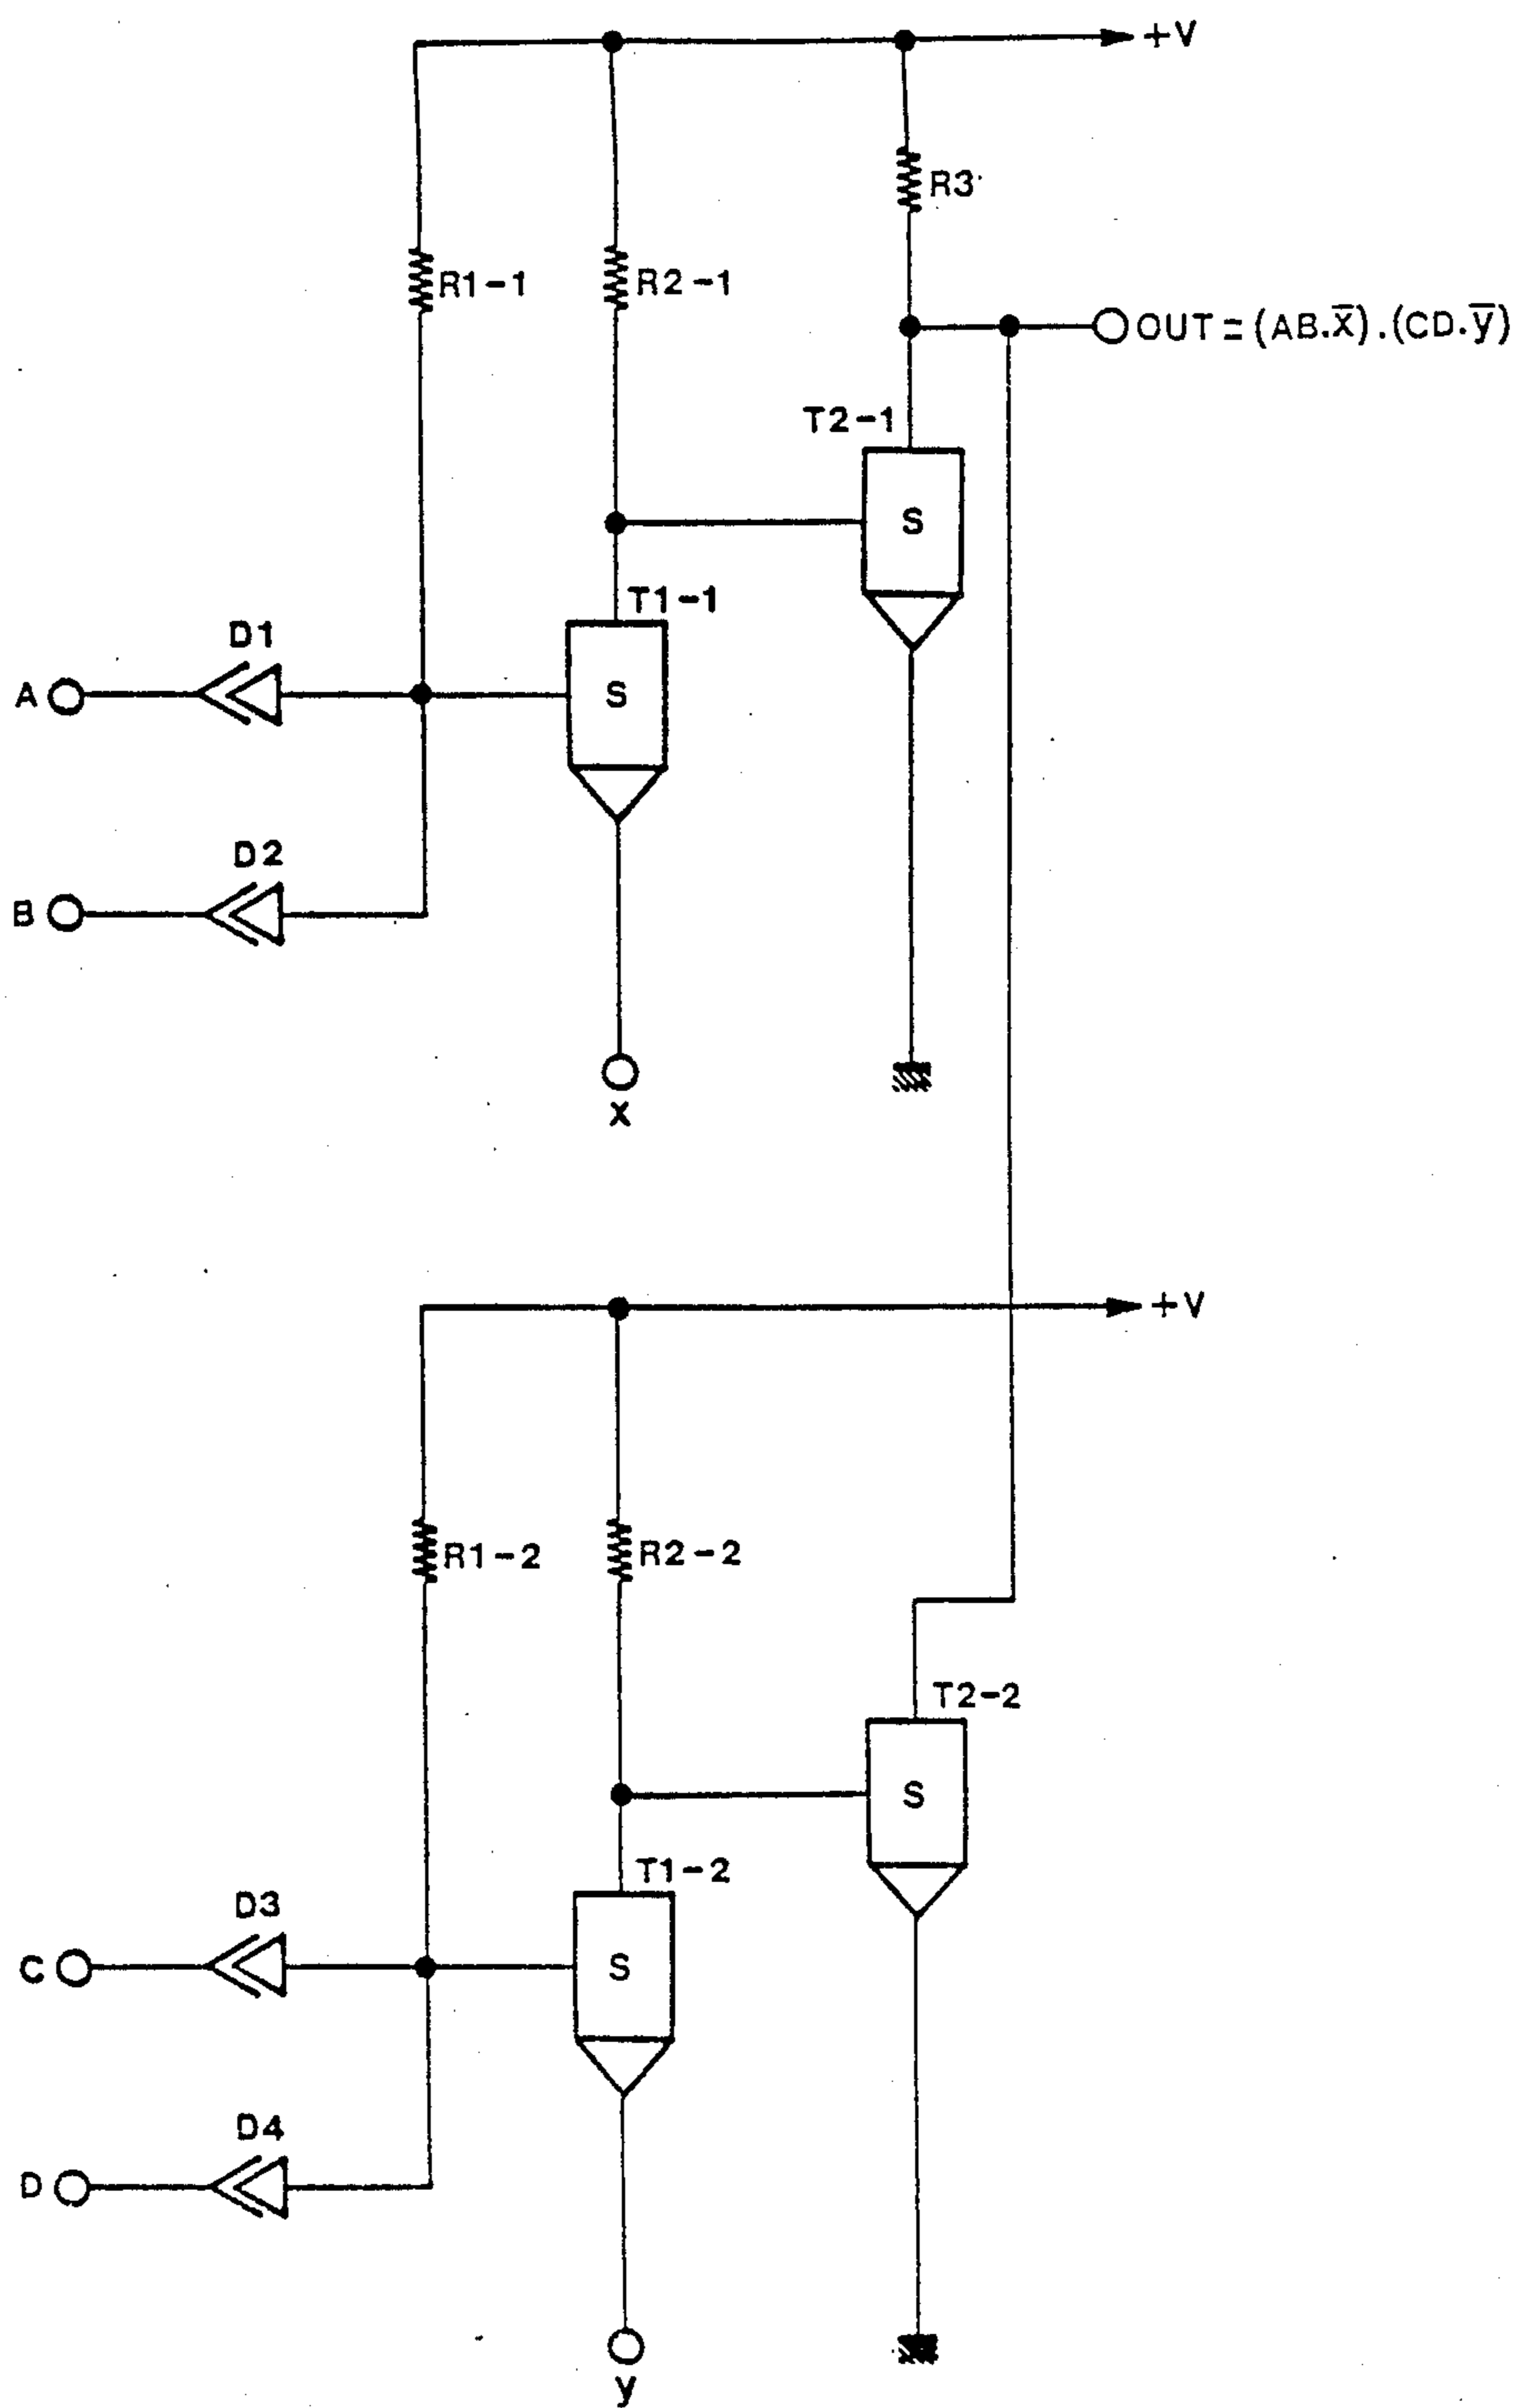 +V
R3
R1-1
R2-1
OUT = (AB.x̅).(CD.y̅)
T2-1
S
T1-1
D1
A
S
D2
B
x
+V
R1-2
R2-2
T2-2
S
T1-2
D3
C
S
D4
D
y